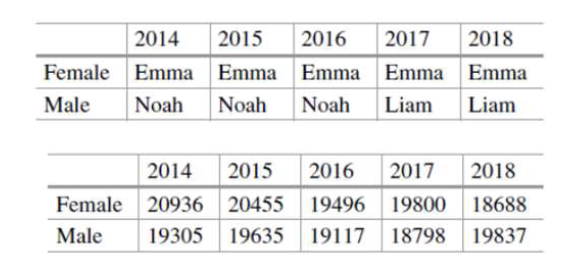 2014 2015 2016 2017 2018
Female Emma Emma Emma Emma Emma
Male Noah Noah Noah Liam Liam
2014 2015 2016 2017 2018
Female 20936 20455 19496 19800 18688
Male 19305 19635 19117 18798 19837